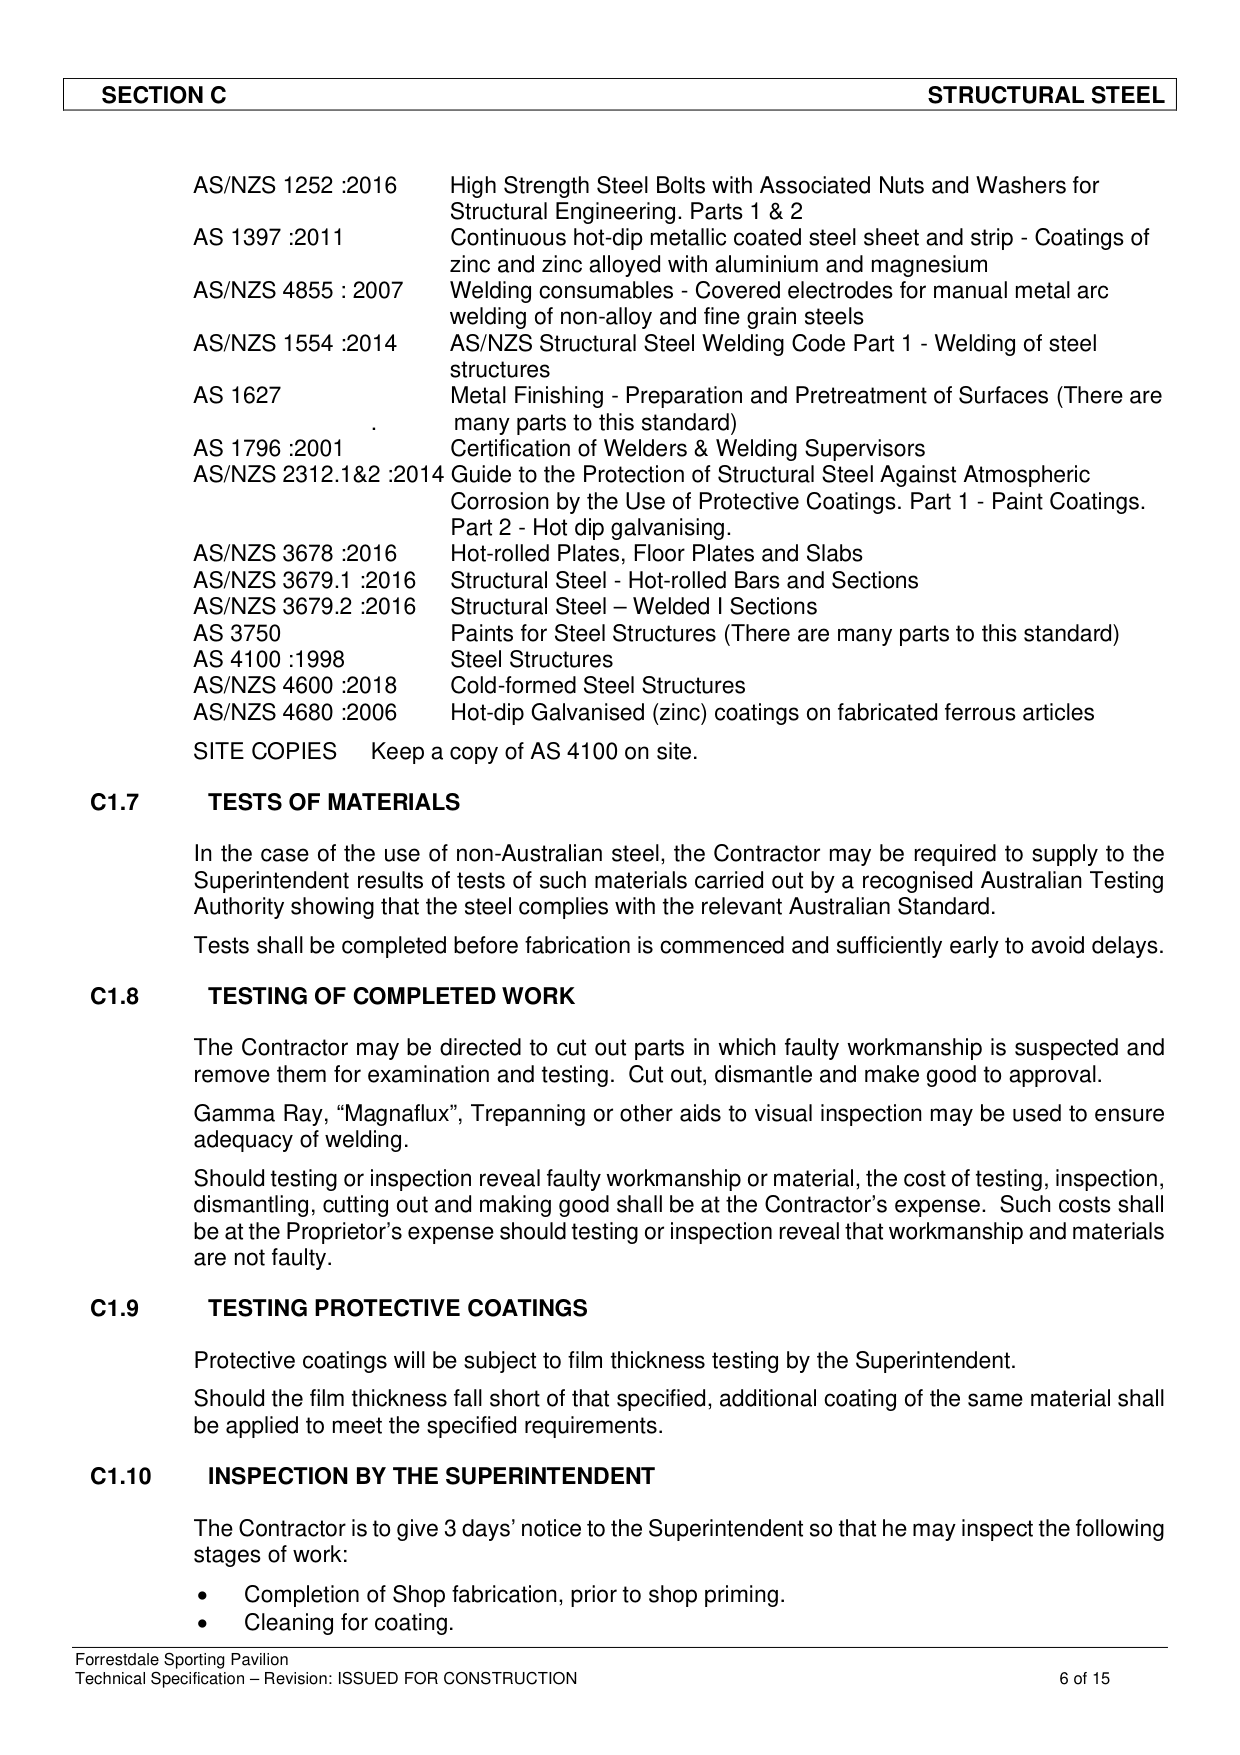 SECTION C STRUCTURAL STEEL
AS/NZS 1252 :2016 High Strength Steel Bolts with Associated Nuts and Washers for
Structural Engineering. Parts 1 & 2
AS 1397 :2011 Continuous hot-dip metallic coated steel sheet and strip - Coatings of
zinc and zinc alloyed with aluminium and magnesium
AS/NZS 4855 : 2007 Welding consumables - Covered electrodes for manual metal arc
welding of non-alloy and fine grain steels
AS/NZS 1554 :2014 AS/NZS Structural Steel Welding Code Part 1 - Welding of steel
structures
AS 1627 Metal Finishing - Preparation and Pretreatment of Surfaces (There are
. many parts to this standard)
AS 1796 :2001 Certification of Welders & Welding Supervisors
AS/NZS 2312.1&2 :2014 Guide to the Protection of Structural Steel Against Atmospheric
Corrosion by the Use of Protective Coatings. Part 1 - Paint Coatings.
Part 2 - Hot dip galvanising.
AS/NZS 3678 :2016 Hot-rolled Plates, Floor Plates and Slabs
AS/NZS 3679.1 :2016 Structural Steel - Hot-rolled Bars and Sections
AS/NZS 3679.2 :2016 Structural Steel – Welded I Sections
AS 3750 Paints for Steel Structures (There are many parts to this standard)
AS 4100 :1998 Steel Structures
AS/NZS 4600 :2018 Cold-formed Steel Structures
AS/NZS 4680 :2006 Hot-dip Galvanised (zinc) coatings on fabricated ferrous articles
SITE COPIES Keep a copy of AS 4100 on site.
C1.7 TESTS OF MATERIALS
In the case of the use of non-Australian steel, the Contractor may be required to supply to the
Superintendent results of tests of such materials carried out by a recognised Australian Testing
Authority showing that the steel complies with the relevant Australian Standard.
Tests shall be completed before fabrication is commenced and sufficiently early to avoid delays.
C1.8 TESTING OF COMPLETED WORK
The Contractor may be directed to cut out parts in which faulty workmanship is suspected and
remove them for examination and testing. Cut out, dismantle and make good to approval.
Gamma Ray, “Magnaflux”, Trepanning or other aids to visual inspection may be used to ensure
adequacy of welding.
Should testing or inspection reveal faulty workmanship or material, the cost of testing, inspection,
dismantling, cutting out and making good shall be at the Contractor’s expense. Such costs shall
be at the Proprietor’s expense should testing or inspection reveal that workmanship and materials
are not faulty.
C1.9 TESTING PROTECTIVE COATINGS
Protective coatings will be subject to film thickness testing by the Superintendent.
Should the film thickness fall short of that specified, additional coating of the same material shall
be applied to meet the specified requirements.
C1.10 INSPECTION BY THE SUPERINTENDENT
The Contractor is to give 3 days’ notice to the Superintendent so that he may inspect the following
stages of work:
• Completion of Shop fabrication, prior to shop priming.
• Cleaning for coating.
Forrestdale Sporting Pavilion
Technical Specification – Revision: ISSUED FOR CONSTRUCTION 6 of 15